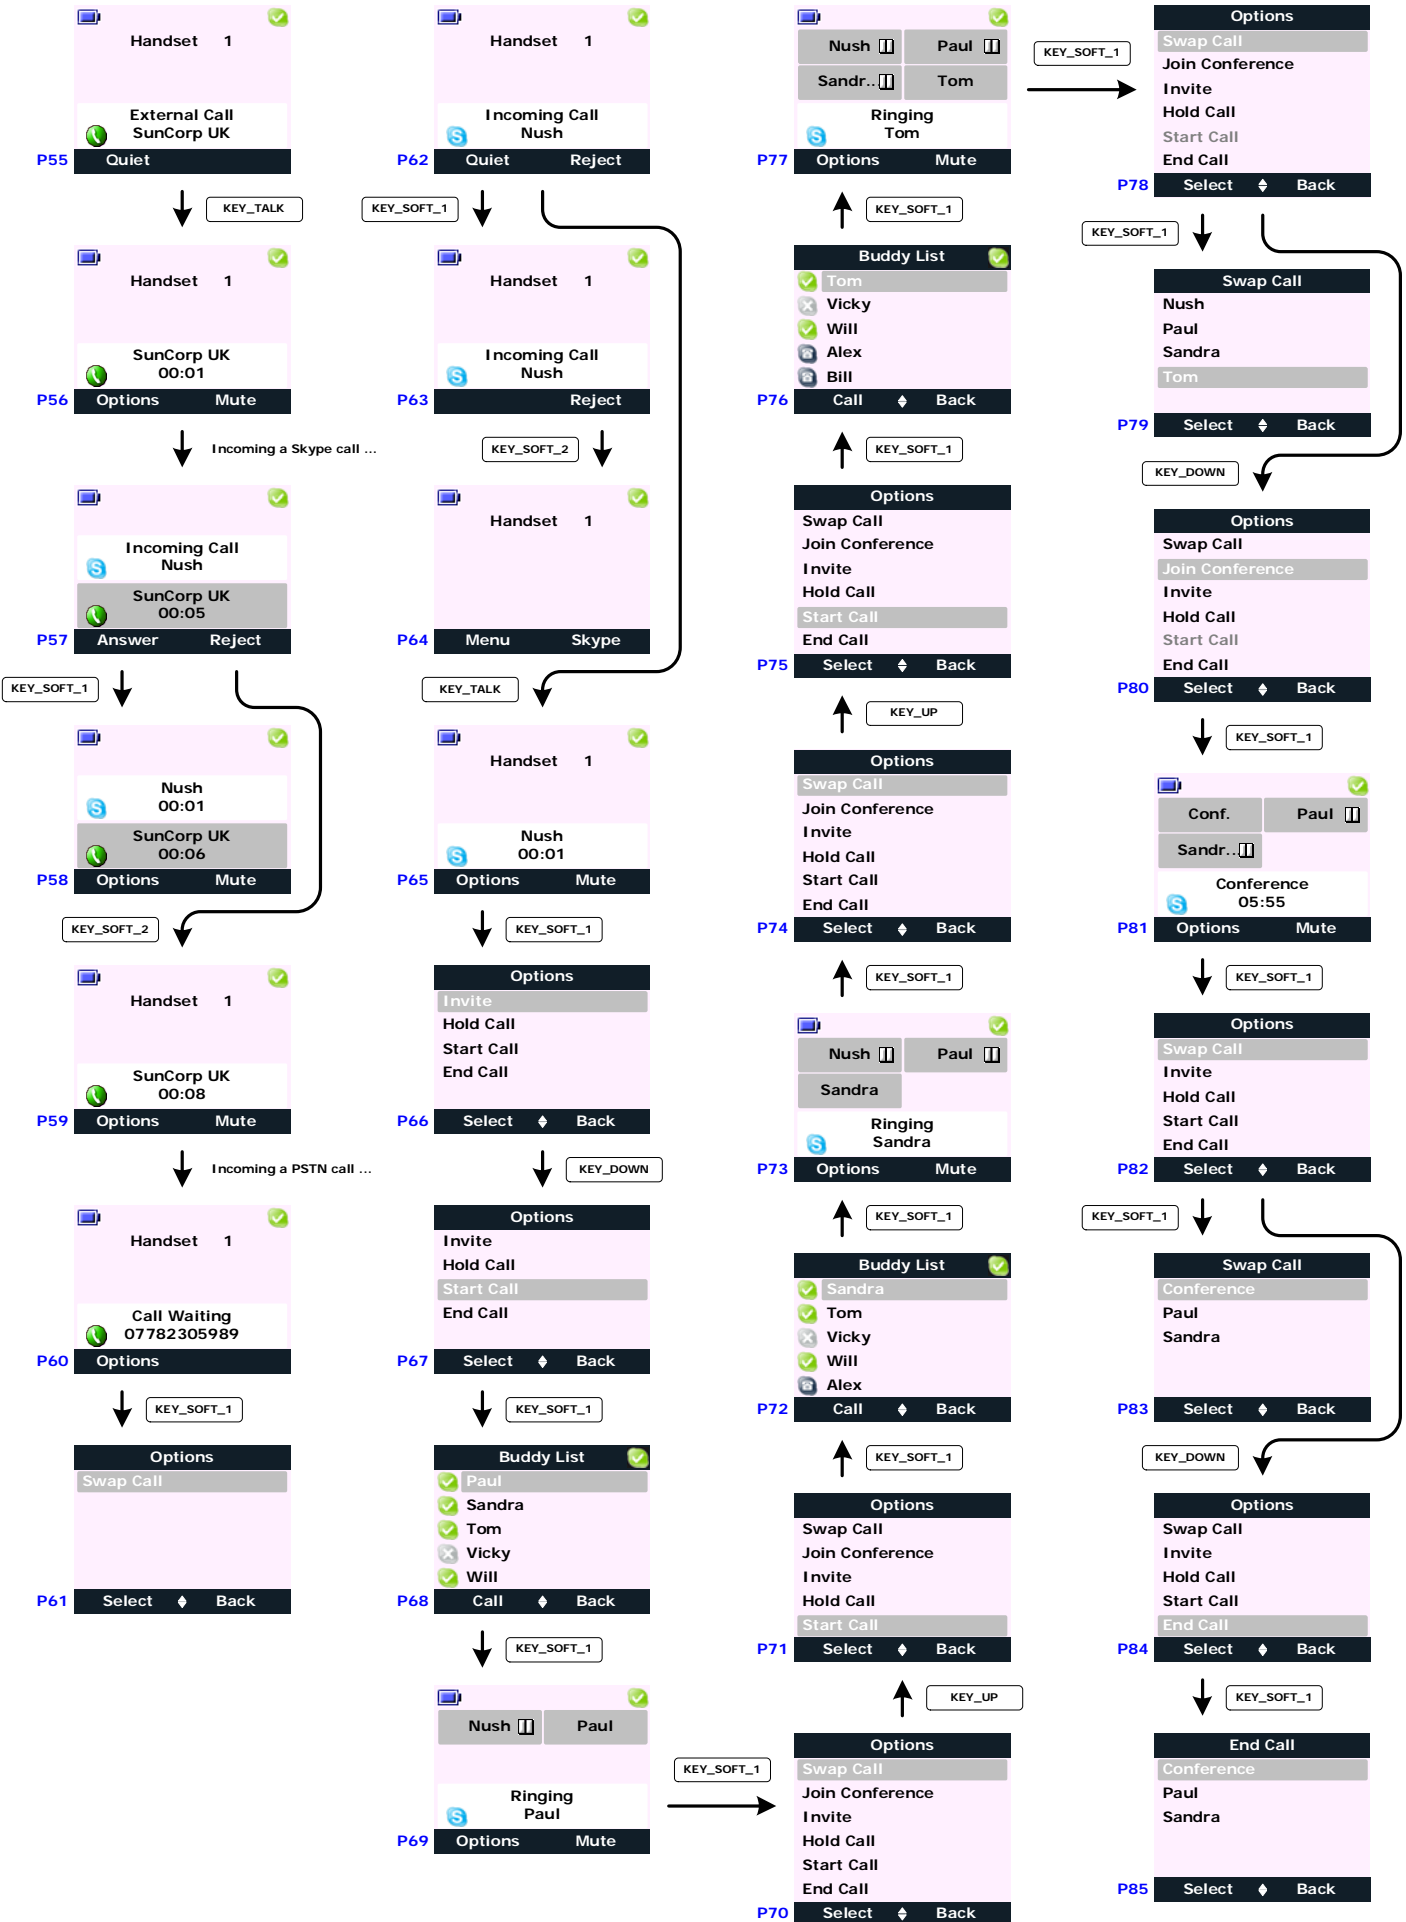 Handset 1
External Call
SunCorp UK
P55
Quiet
KEY_TALK
Handset 1
SunCorp UK
00:01
P56
Options Mute
Incoming a Skype call ...
Incoming Call
Nush
SunCorp UK
00:05
P57
Answer Reject
KEY_SOFT_1
Nush
00:01
SunCorp UK
00:06
P58
Options Mute
KEY_SOFT_2
Handset 1
SunCorp UK
00:08
P59
Options Mute
Incoming a PSTN call ...
Handset 1
Call Waiting
07782305989
P60
Options
KEY_SOFT_1
Options
Swap Call
P61
Select Back
Handset 1
Incoming Call
Nush
P62
Quiet Reject
KEY_SOFT_1
Handset 1
Incoming Call
Nush
P63
Reject
KEY_SOFT_2
Handset 1
P64
Menu Skype
KEY_TALK
Handset 1
Nush
00:01
P65
Options Mute
KEY_SOFT_1
Options
Invite
Hold Call
Start Call
End Call
P66
Select Back
KEY_DOWN
Options
Invite
Hold Call
Start Call
End Call
P67
Select Back
KEY_SOFT_1
Buddy List
Paul
Sandra
Tom
Vicky
Will
P68
Call Back
KEY_SOFT_1
Nush Paul
Ringing
Paul
P69
Options Mute
KEY_SOFT_1
Options
Swap Call
Join Conference
Invite
Hold Call
Start Call
End Call
P70
Select Back
KEY_UP
Options
Swap Call
Join Conference
Invite
Hold Call
Start Call
P71
Select Back
KEY_SOFT_1
Buddy List
Sandra
Tom
Vicky
Will
Alex
P72
Call Back
KEY_SOFT_1
Nush Paul
Sandra
Ringing
Sandra
P73
Options Mute
KEY_SOFT_1
Options
Swap Call
Join Conference
Invite
Hold Call
Start Call
End Call
P74
Select Back
KEY_UP
Options
Swap Call
Join Conference
Invite
Hold Call
Start Call
End Call
P75
Select Back
KEY_SOFT_1
Buddy List
Tom
Vicky
Will
Alex
Bill
P76
Call Back
KEY_SOFT_1
Nush Paul
Sandr.. Tom
Ringing
Tom
P77
Options Mute
KEY_SOFT_1
Options
Swap Call
Join Conference
Invite
Hold Call
Start Call
End Call
P78
Select Back
KEY_SOFT_1
Swap Call
Nush
Paul
Sandra
Tom
P79
Select Back
KEY_DOWN
Options
Swap Call
Join Conference
Invite
Hold Call
Start Call
End Call
P80
Select Back
KEY_SOFT_1
Conf. Paul
Sandr..
Conference
05:55
P81
Options Mute
KEY_SOFT_1
Options
Swap Call
Invite
Hold Call
Start Call
End Call
P82
Select Back
KEY_SOFT_1
Swap Call
Conference
Paul
Sandra
P83
Select Back
KEY_DOWN
Options
Swap Call
Invite
Hold Call
Start Call
End Call
P84
Select Back
KEY_SOFT_1
End Call
Conference
Paul
Sandra
P85
Select Back